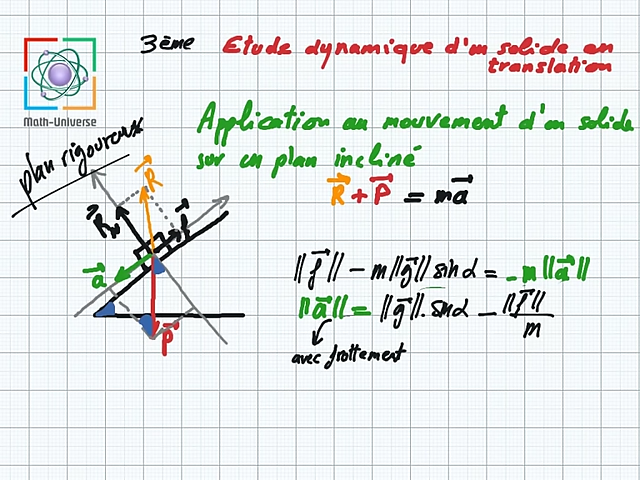 3ème
Etude dynamique d'un solide en
translation
Math-Universe
Application au mouvement d'un solide
sur un plan incliné
plan rigoureux
R⃗ + P⃗ = ma⃗
R⃗
R⃗N
f⃗
a⃗
P⃗
||f⃗|| - m||g⃗|| sin α = -m||a⃗||
||a⃗|| = ||g⃗||. sin α - ||f⃗||/m
avec frottement